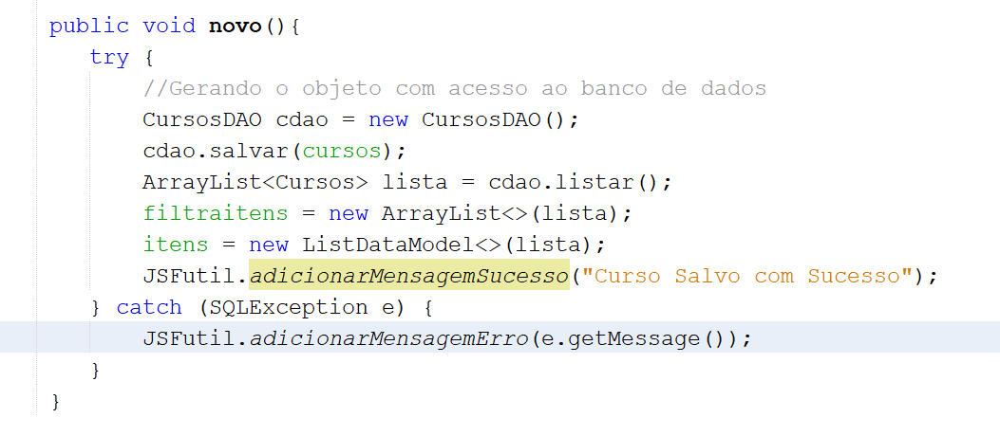 public void novo(){
try {
//Gerando o objeto com acesso ao banco de dados
CursosDAO cdao = new CursosDAO();
cdao.salvar(cursos);
ArrayList<Cursos> lista = cdao.listar();
filtraitens = new ArrayList<>(lista);
itens = new ListDataModel<>(lista);
JSFutil.adicionarMensagemSucesso("Curso Salvo com Sucesso");
} catch (SQLException e) {
JSFutil.adicionarMensagemErro(e.getMessage());
}
}